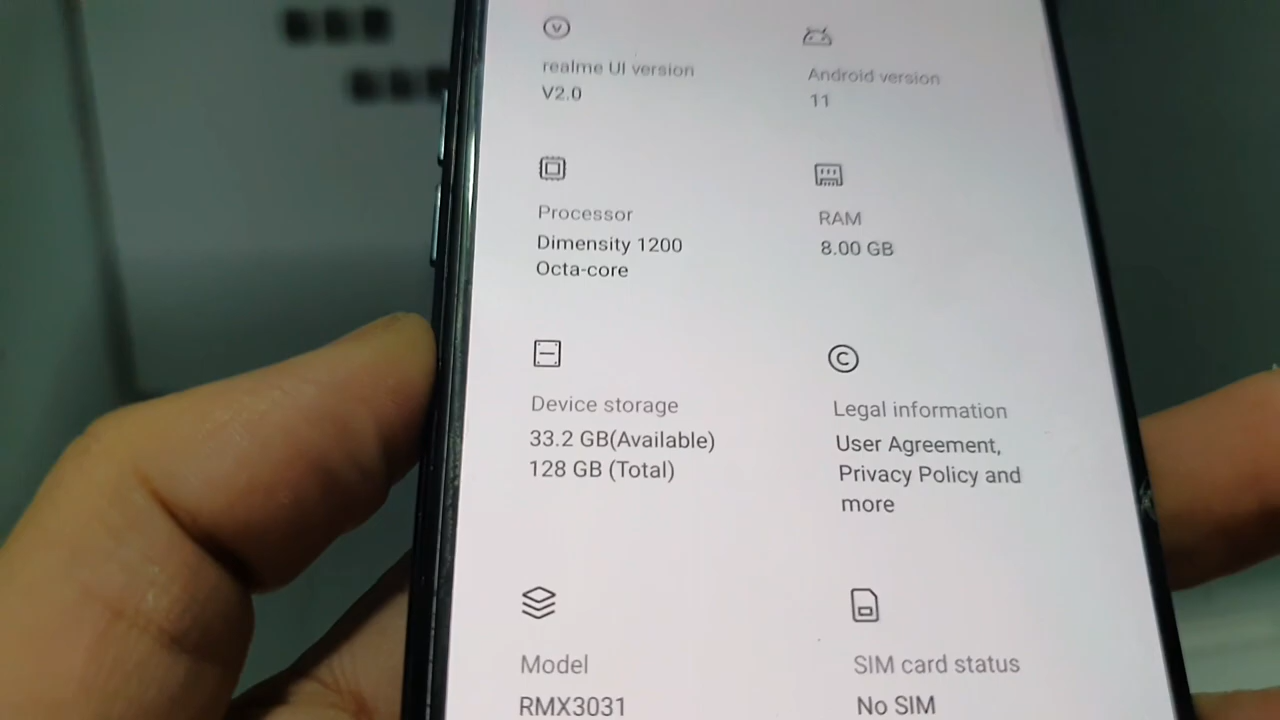 realme UI version
V2.0
Android version
11
Processor
Dimensity 1200
Octa-core
RAM
8.00 GB
Device storage
33.2 GB(Available)
128 GB (Total)
Legal information
User Agreement,
Privacy Policy and
more
Model
RMX3031
SIM card status
No SIM